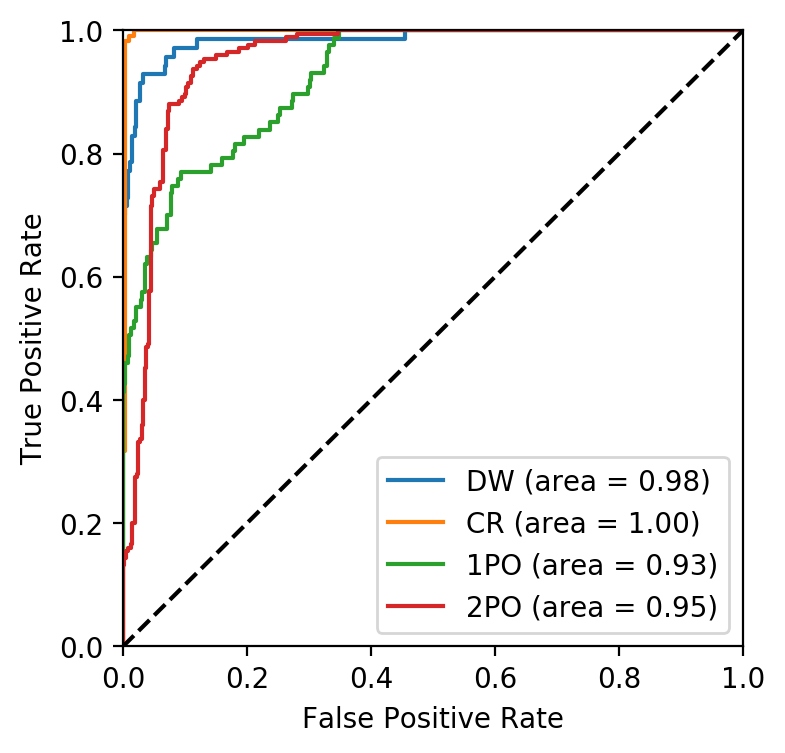 1.0
0.8
0.6
0.4
0.2
0.0
True Positive Rate
DW (area = 0.98)
CR (area = 1.00)
1PO (area = 0.93)
2PO (area = 0.95)
0.0 0.2 0.4 0.6 0.8 1.0
False Positive Rate